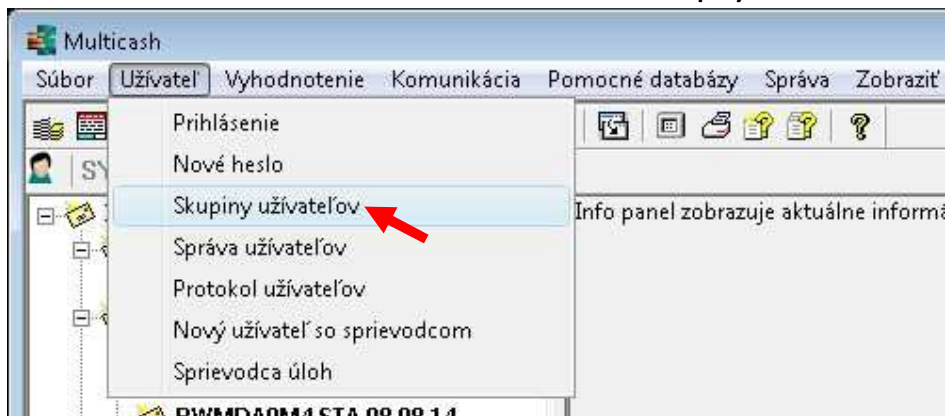 Multicash
Súbor Užívateľ Vyhodnotenie Komunikácia Pomocné databázy Správa Zobraziť
Prihlásenie
Nové heslo
Skupiny užívateľov
Info panel zobrazuje aktuálne
Správa užívateľov
Protokol užívateľov
Nový užívateľ so sprievodcom
Sprievodca úloh